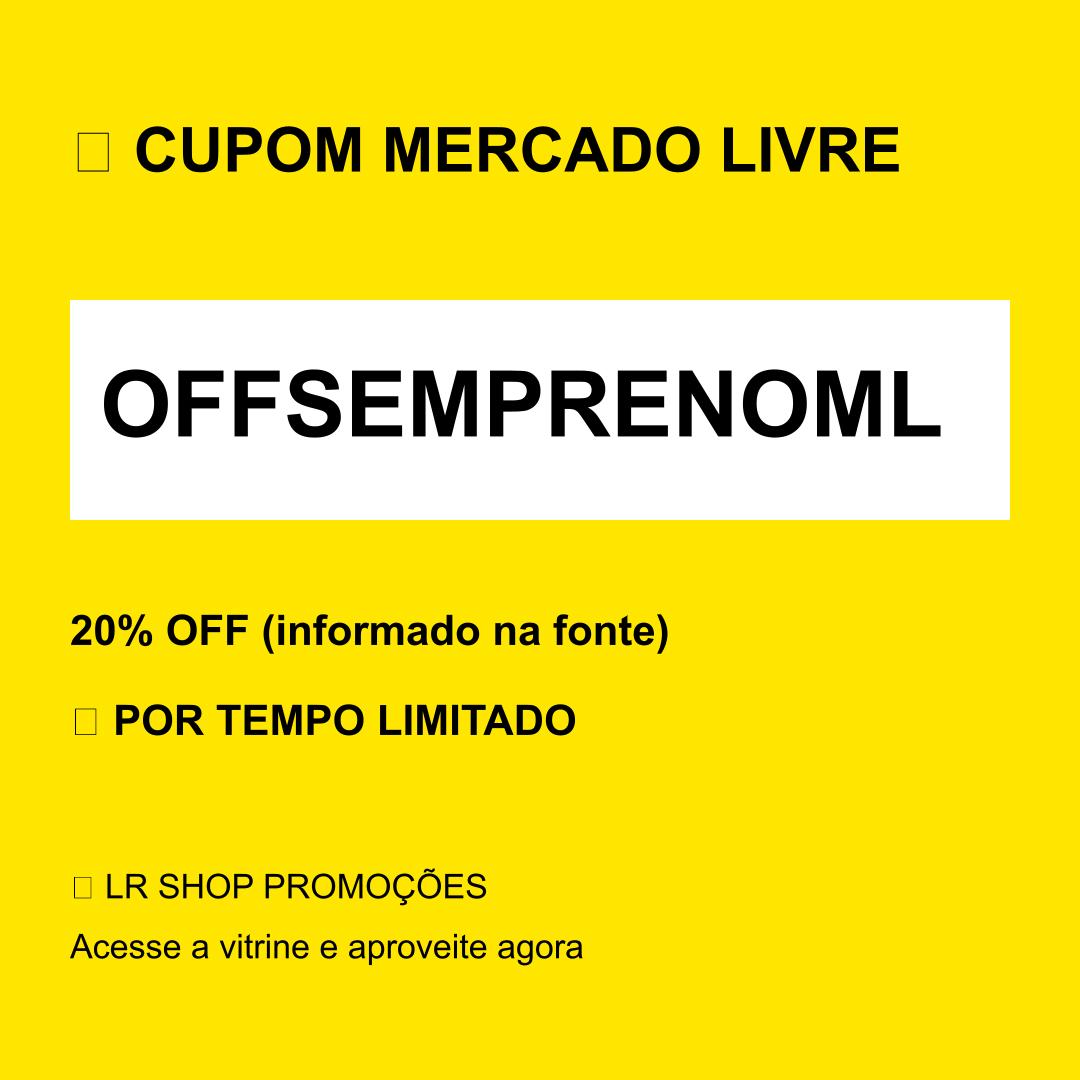 CUPOM MERCADO LIVRE
OFFSEMPRENOML
20% OFF (informado na fonte)
POR TEMPO LIMITADO
LR SHOP PROMOÇÕES
Acesse a vitrine e aproveite agora